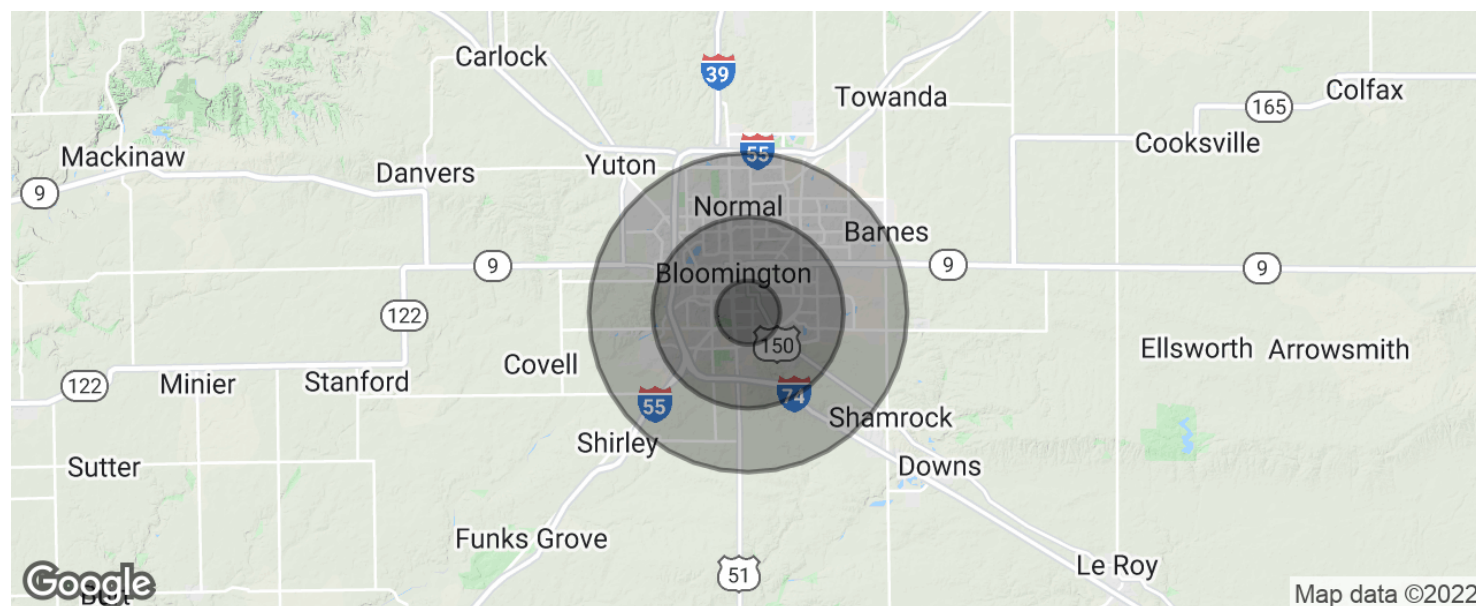 Carlock
39
Towanda
Colfax
165
Cooksville
55
Mackinaw
Yuton
Danvers
9
Normal
Barnes
9
9
9
Bloomington
122
150
Ellsworth
Arrowsmith
Covell
122
Minier
Stanford
74
55
Shamrock
Shirley
Sutter
Downs
Funks Grove
Le Roy
51
Google
Map data ©2022